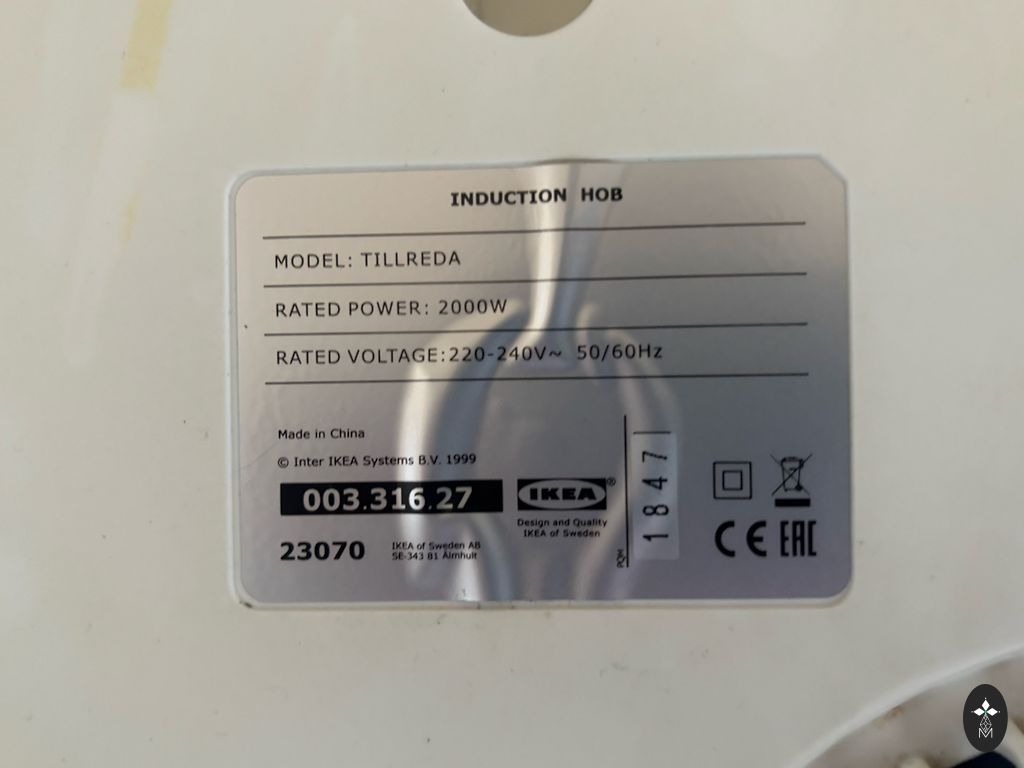 INDUCTION HOB
MODEL: TILLREDA
RATED POWER: 2000W
RATED VOLTAGE:220-240V~ 50/60Hz
Made in China
© Inter IKEA Systems B.V. 1999
003.316.27
IKEA®
Design and Quality
IKEA of Sweden
23070
IKEA of Sweden AB
SE-343 81 Älmhult
1847
CE EAC
M